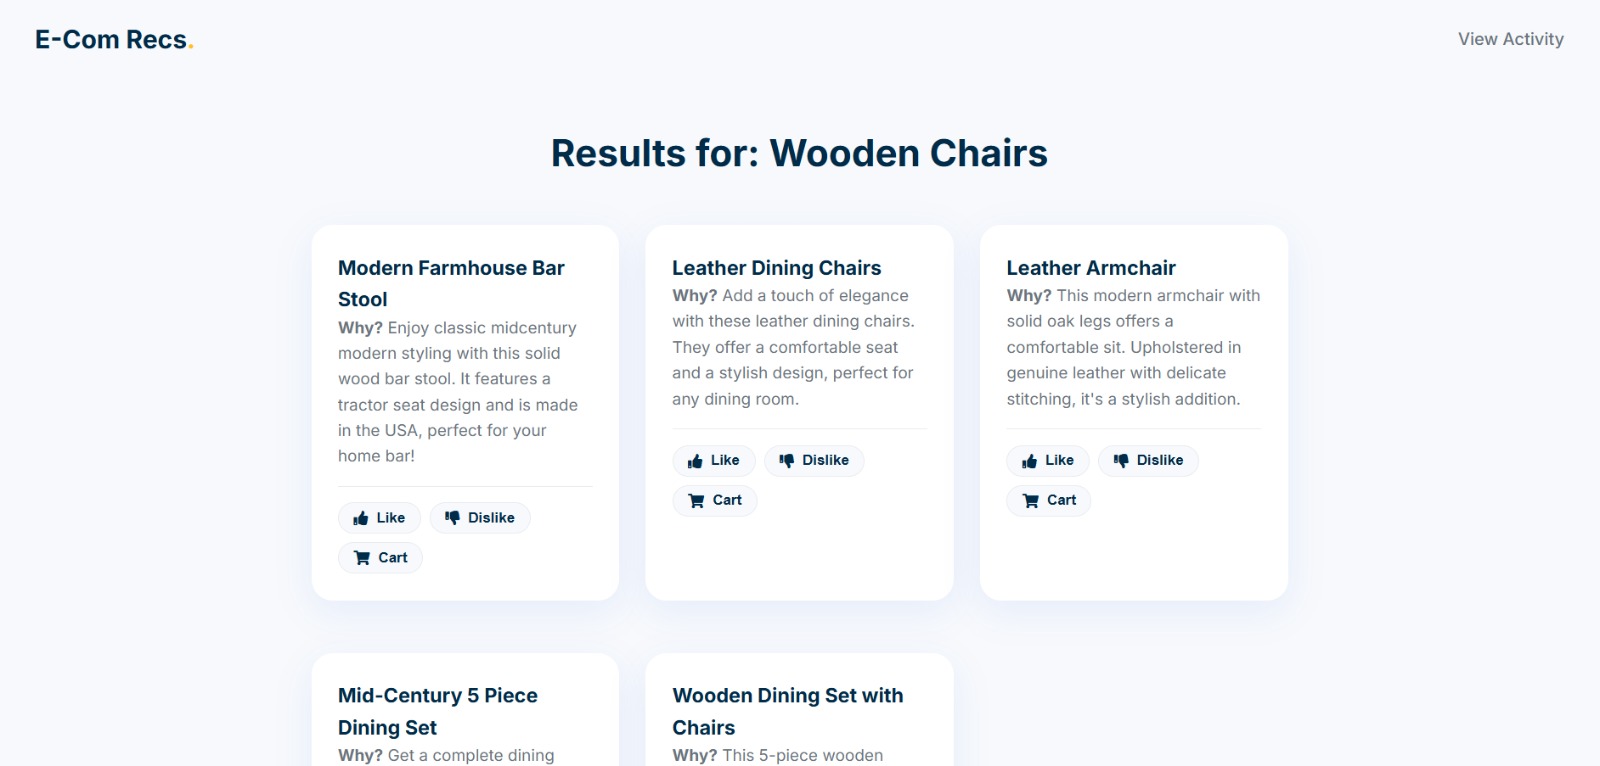 E-Com Recs.
View Activity
Results for: Wooden Chairs
Modern Farmhouse Bar
Stool
Why? Enjoy classic midcentury
modern styling with this solid
wood bar stool. It features a
tractor seat design and is made
in the USA, perfect for your
home bar!
Like
Dislike
Cart
Leather Dining Chairs
Why? Add a touch of elegance
with these leather dining chairs.
They offer a comfortable seat
and a stylish design, perfect for
any dining room.
Like
Dislike
Cart
Leather Armchair
Why? This modern armchair with
solid oak legs offers a
comfortable sit. Upholstered in
genuine leather with delicate
stitching, it's a stylish addition.
Like
Dislike
Cart
Mid-Century 5 Piece
Dining Set
Why? Get a complete dining
Wooden Dining Set with
Chairs
Why? This 5-piece wooden